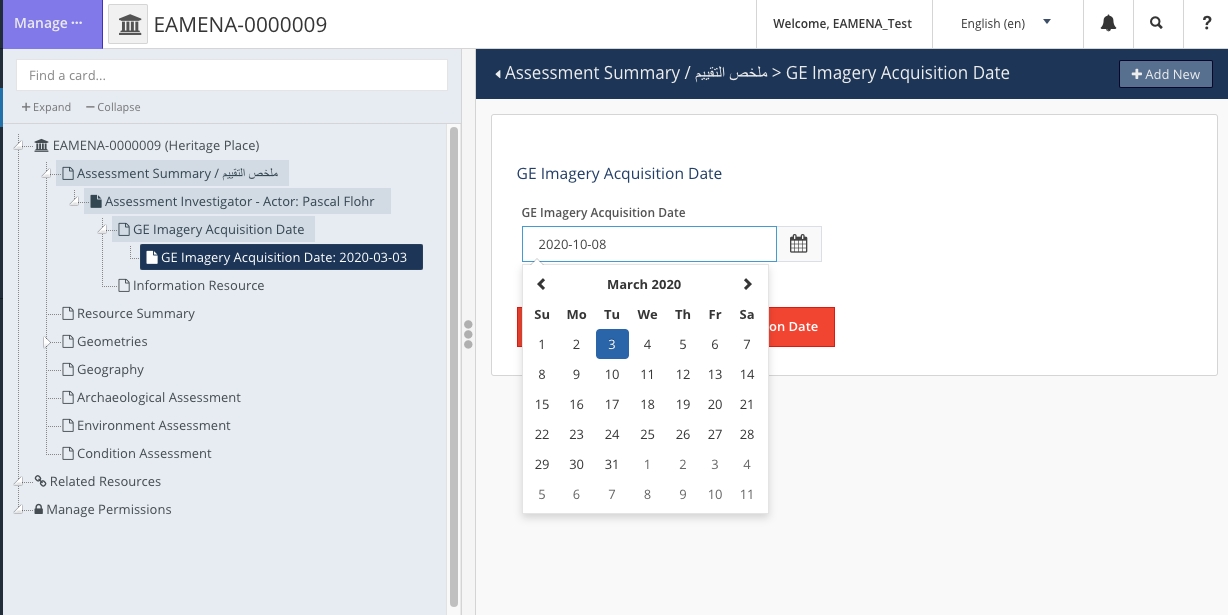 Manage ···
EAMENA-0000009
Welcome, EAMENA_Test
English (en)
?
Find a card...
+ Expand − Collapse
EAMENA-0000009 (Heritage Place)
Assessment Summary / ملخص التقييم
Assessment Investigator - Actor: Pascal Flohr
GE Imagery Acquisition Date
GE Imagery Acquisition Date: 2020-03-03
Information Resource
Resource Summary
Geometries
Geography
Archaeological Assessment
Environment Assessment
Condition Assessment
Related Resources
Manage Permissions
Assessment Summary / ملخص التقييم > GE Imagery Acquisition Date
+ Add New
GE Imagery Acquisition Date
GE Imagery Acquisition Date
2020-10-08
March 2020
Su Mo Tu We Th Fr Sa
1 2 3 4 5 6 7
8 9 10 11 12 13 14
15 16 17 18 19 20 21
22 23 24 25 26 27 28
29 30 31 1 2 3 4
5 6 7 8 9 10 11
on Date